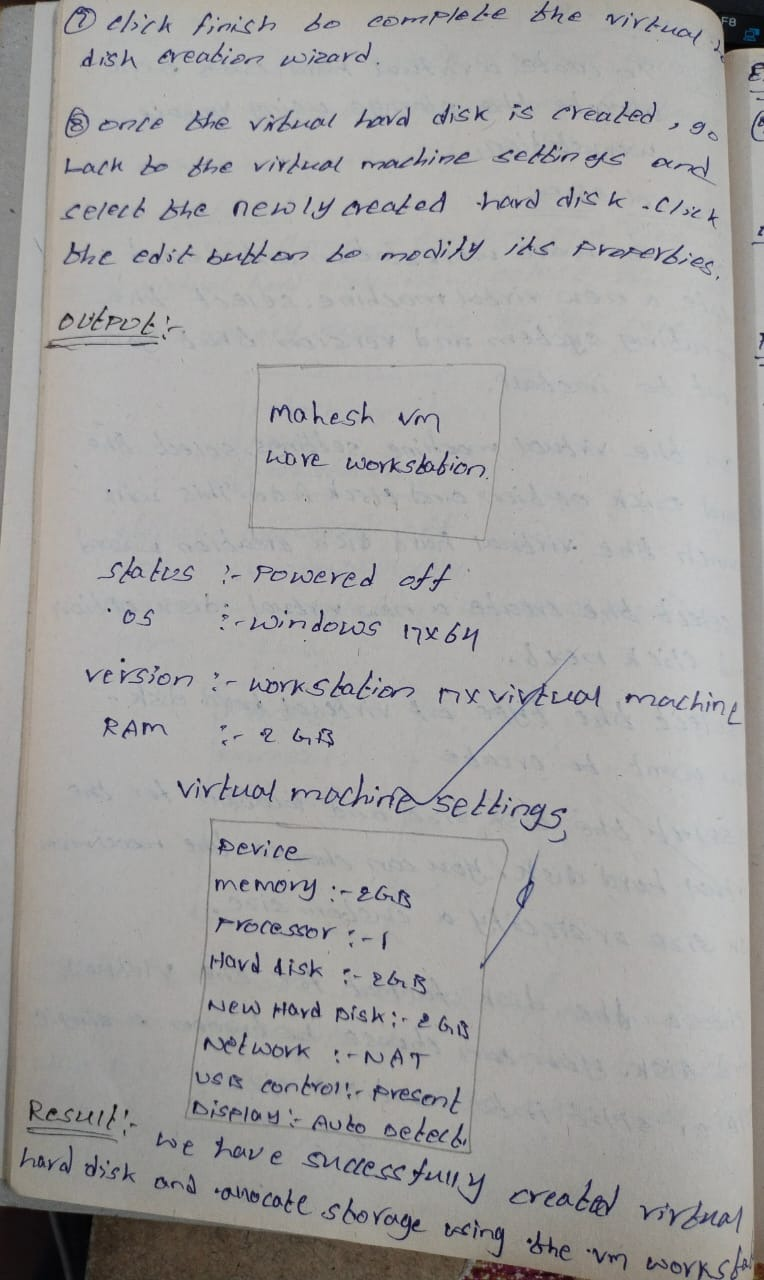 ⑦ click finish to complete the virtual
disk creation wizard.
⑧ once the virtual hard disk is created, go
back to the virtual machine settings and
select the newly created hard disk. Click
the edit button to modify its properties.
OUTPUT:-
Mahesh vm
ware workstation.
Status :- Powered off
OS :- windows 17x64
version :- workstation 17x virtual machine
RAM :- 2 GB
virtual machine settings,
Device
memory :- 2GB
Processor :- 1
Hard disk :- 2GB
New Hard Disk :- 2GB
Network :- NAT
USB control :- Present
Display :- Auto Detect.
Result:-
we have successfully created virtual
hard disk and allocate storage using the vm
F8